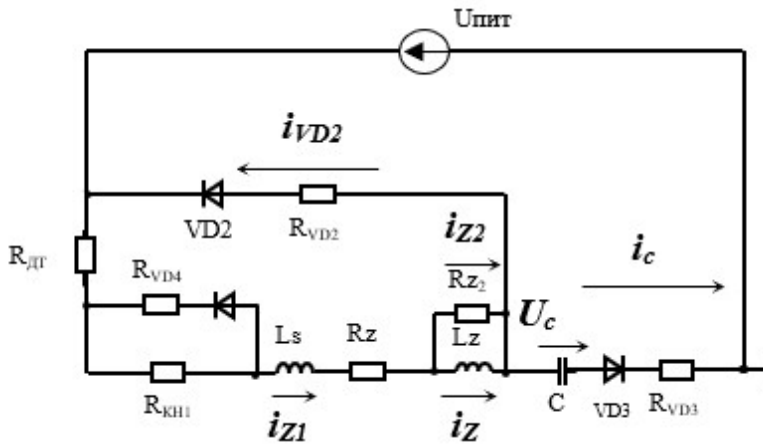 Uпит
iVD2
VD2
RVD2
iZ2
ic
RДТ
RVD4
Rz2
Uc
Ls
Rz
Lz
RКН1
iZ1
iZ
C
VD3
RVD3